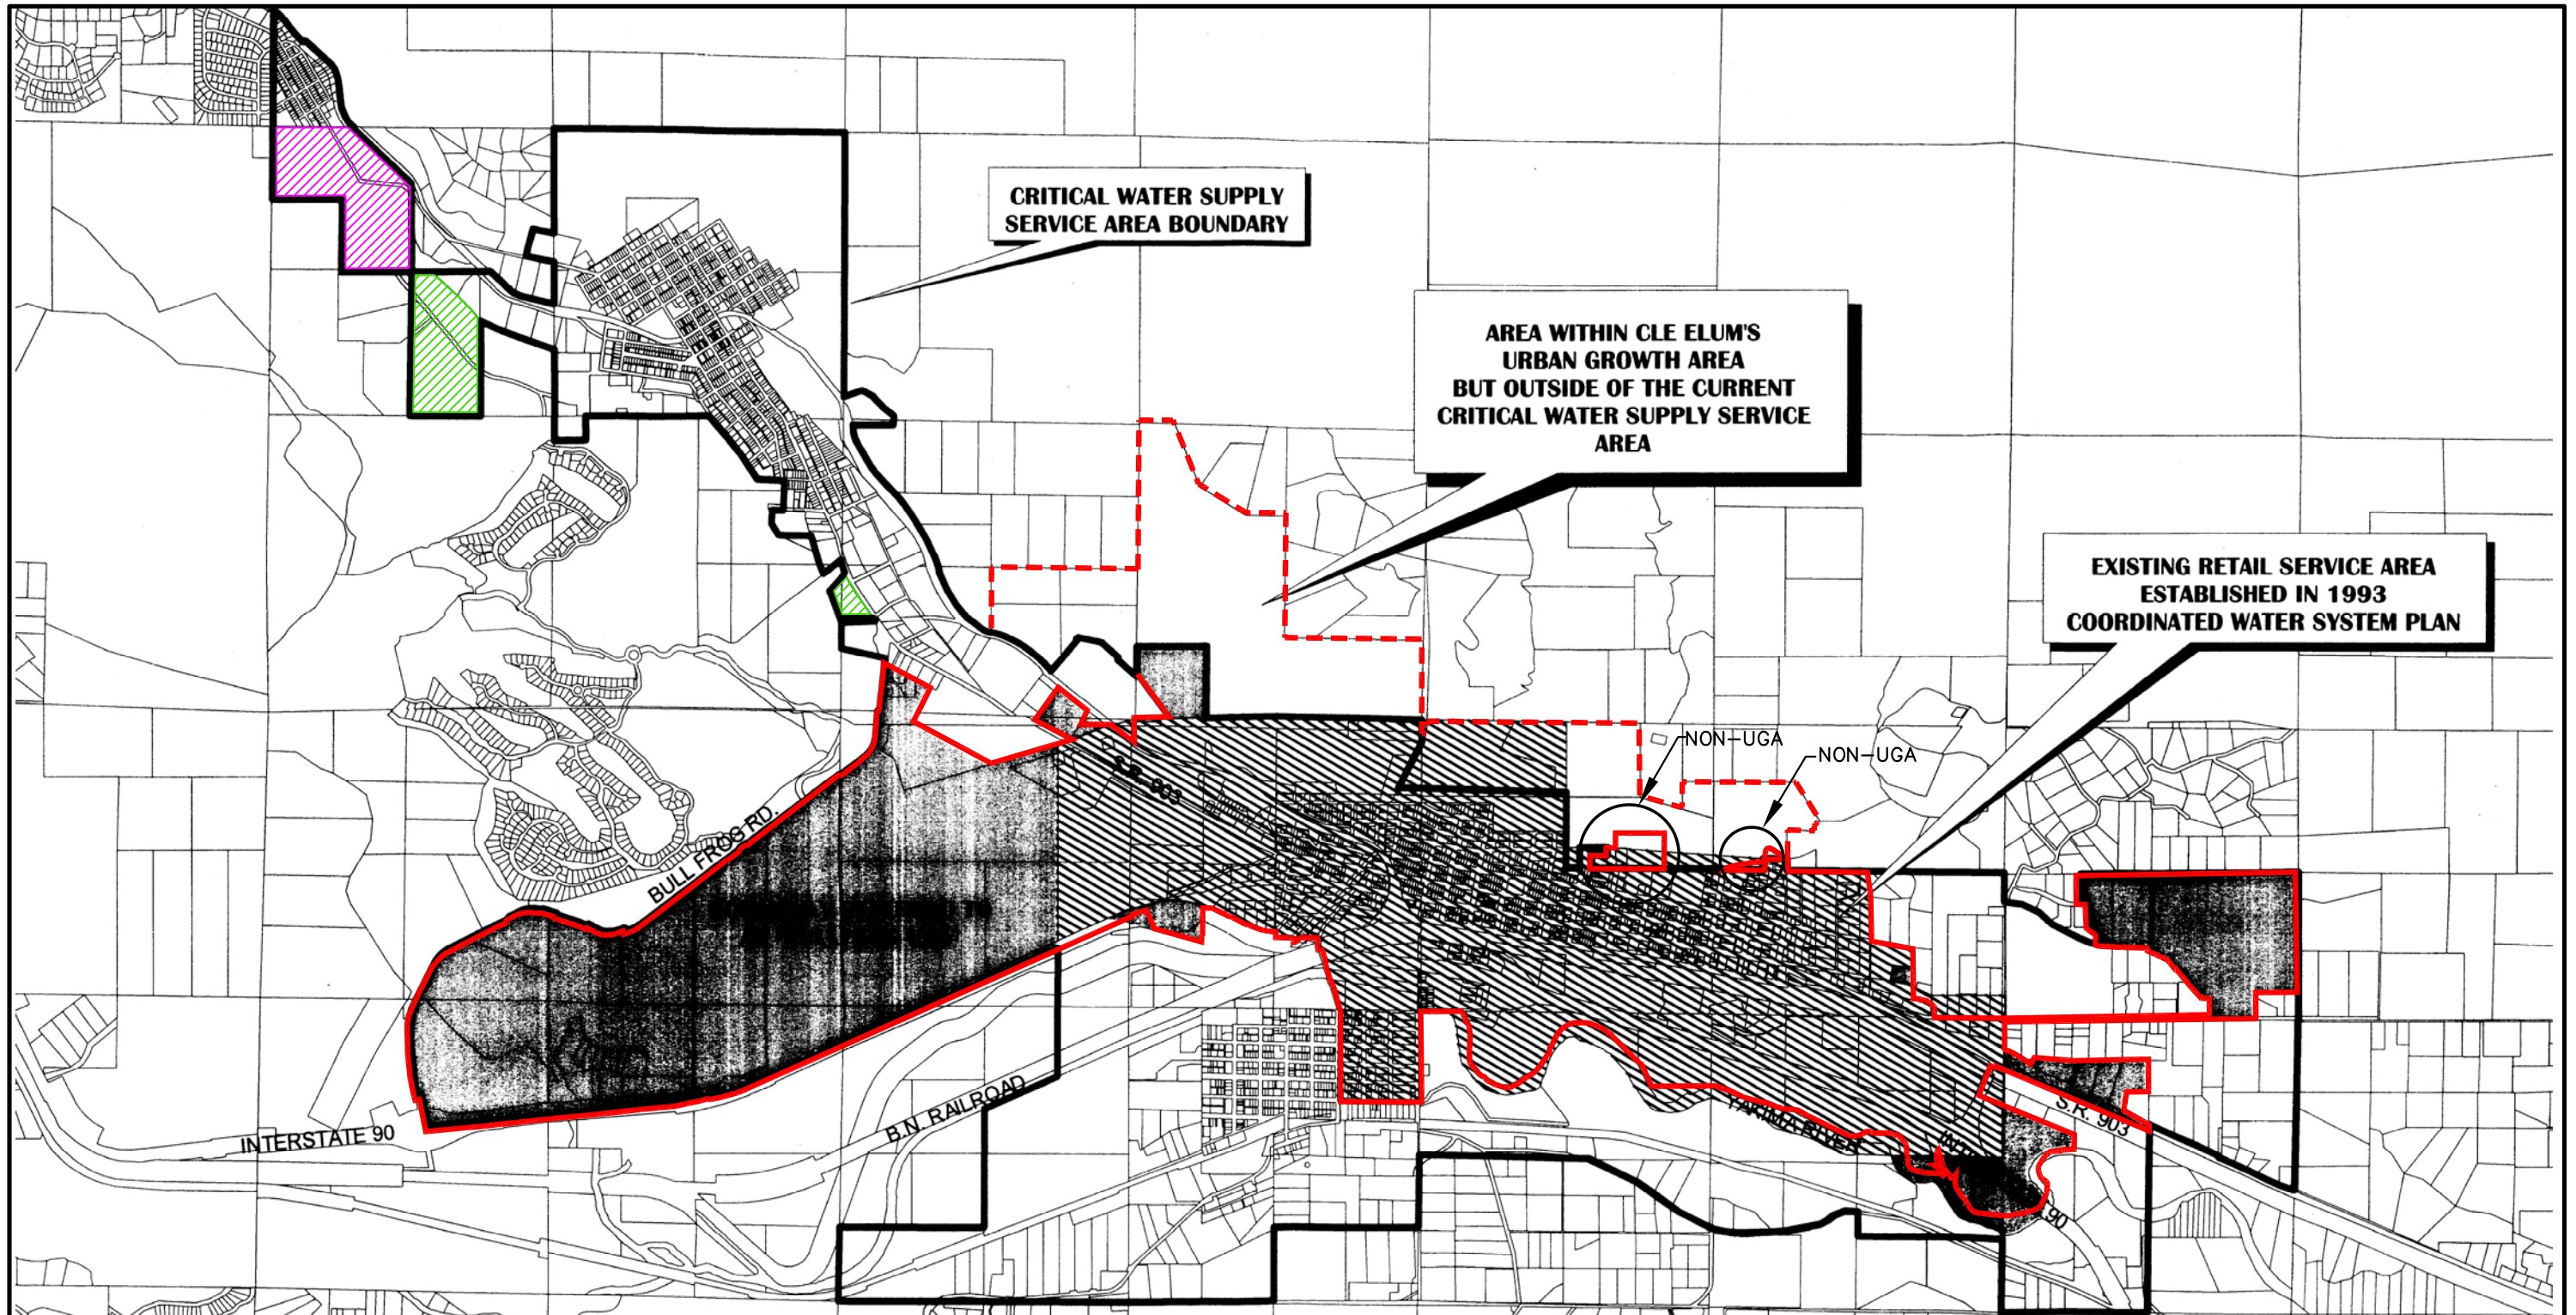 CRITICAL WATER SUPPLY
SERVICE AREA BOUNDARY
AREA WITHIN CLE ELUM'S
URBAN GROWTH AREA
BUT OUTSIDE OF THE CURRENT
CRITICAL WATER SUPPLY SERVICE
AREA
EXISTING RETAIL SERVICE AREA
ESTABLISHED IN 1993
COORDINATED WATER SYSTEM PLAN
NON-UGA
NON-UGA
S.R. 903
BULL FROG RD.
INTERSTATE 90
B.N. RAILROAD
YAKIMA RIVER
S.R. 903
INT
90